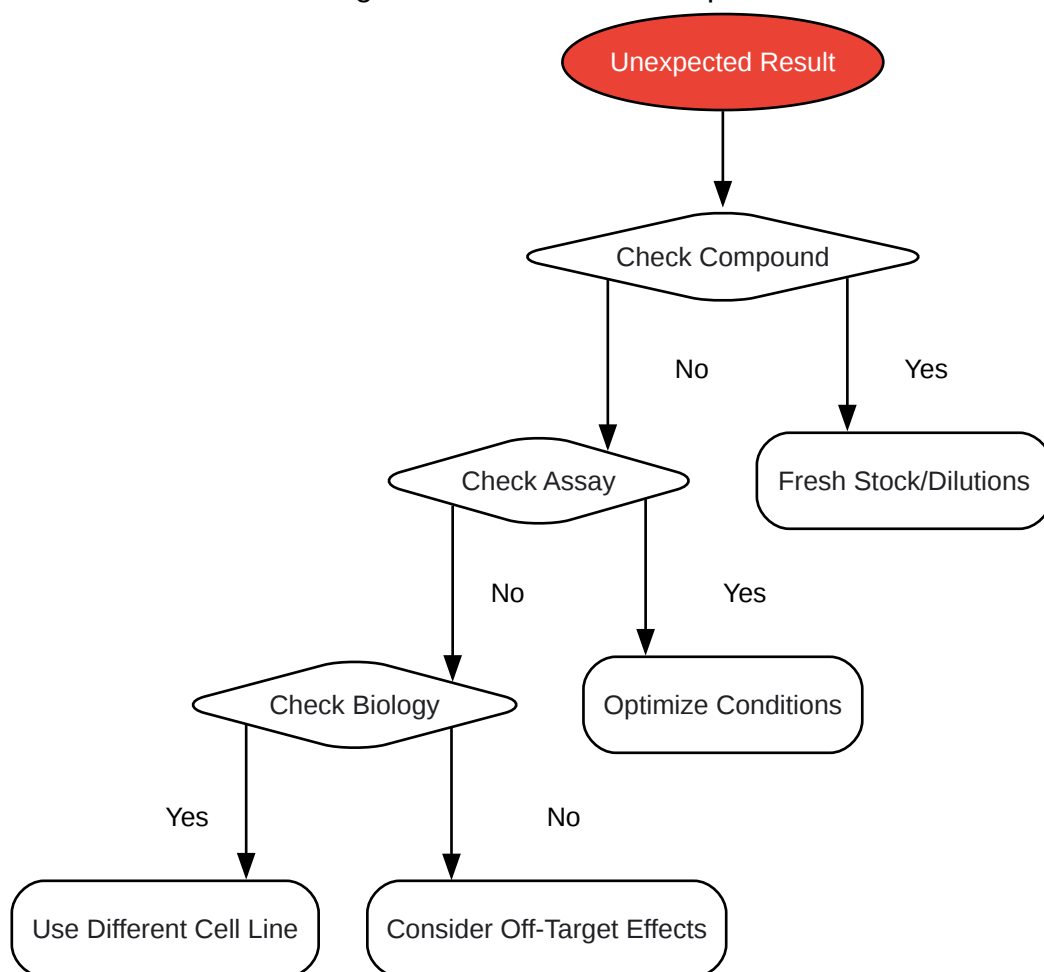 Unexpected Result
Check Compound
No
Yes
Check Assay
Fresh Stock/Dilutions
No
Yes
Check Biology
Optimize Conditions
Yes
No
Use Different Cell Line
Consider Off-Target Effects